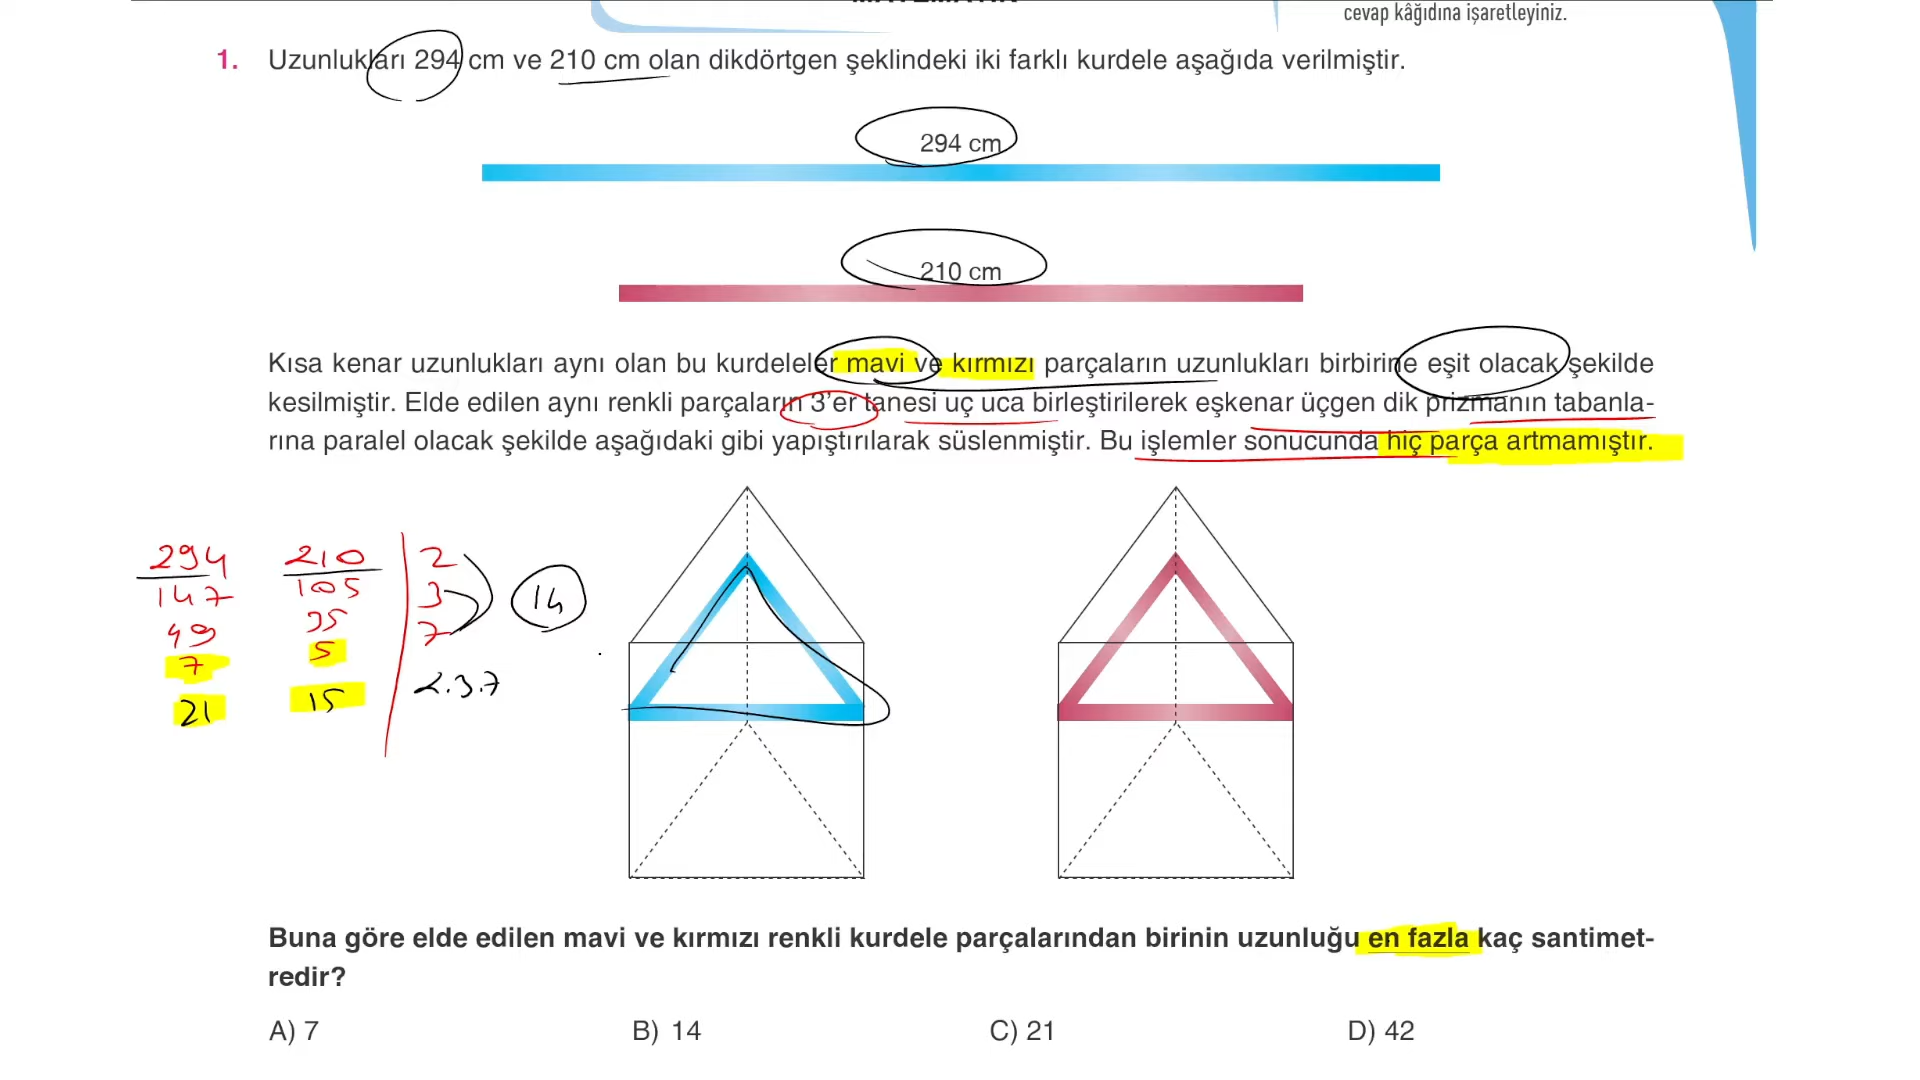 cevap kâğıdına işaretleyiniz.
1. Uzunlukları 294 cm ve 210 cm olan dikdörtgen şeklindeki iki farklı kurdele aşağıda verilmiştir.
294 cm
210 cm
Kısa kenar uzunlukları aynı olan bu kurdeleler mavi ve kırmızı parçaların uzunlukları birbirine eşit olacak şekilde
kesilmiştir. Elde edilen aynı renkli parçaların 3'er tanesi uç uca birleştirilerek eşkenar üçgen dik prizmanın tabanla-
rına paralel olacak şekilde aşağıdaki gibi yapıştırılarak süslenmiştir. Bu işlemler sonucunda hiç parça artmamıştır.
294 210 2
147 105 3
49 35 7
7 5
21 15
2.3.7
14
Buna göre elde edilen mavi ve kırmızı renkli kurdele parçalarından birinin uzunluğu en fazla kaç santimet-
redir?
A) 7 B) 14 C) 21 D) 42